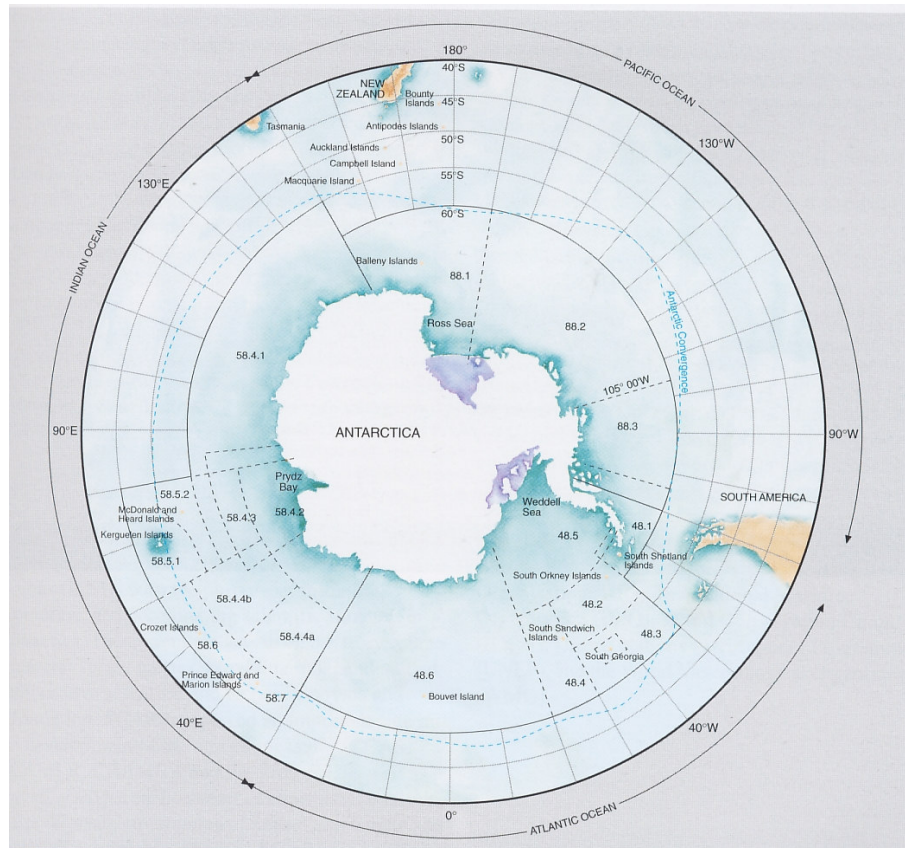 180°
PACIFIC OCEAN
40°S
NEW
ZEALAND
Bounty
Islands
45°S
Tasmania
Antipodes Islands
50°S
130°W
Auckland Islands
Campbell Island
55°S
Macquarie Island
130°E
60°S
INDIAN OCEAN
Balleny Islands
88.1
Antarctic Convergence
Ross Sea
88.2
58.4.1
105° 00'W
88.3
90°E
ANTARCTICA
90°W
Prydz
Bay
58.5.2
SOUTH AMERICA
Weddell
Sea
McDonald and
Heard Islands
58.4.3
58.4.2
48.1
Kerguelen Islands
48.5
South Shetland
Islands
58.5.1
South Orkney Islands
58.4.4b
48.2
Crozet Islands
South Sandwich
Islands
48.3
58.4.4a
58.6
South Georgia
Prince Edward and
Marion Islands
48.6
48.4
58.7
Bouvet Island
40°E
40°W
0°
ATLANTIC OCEAN